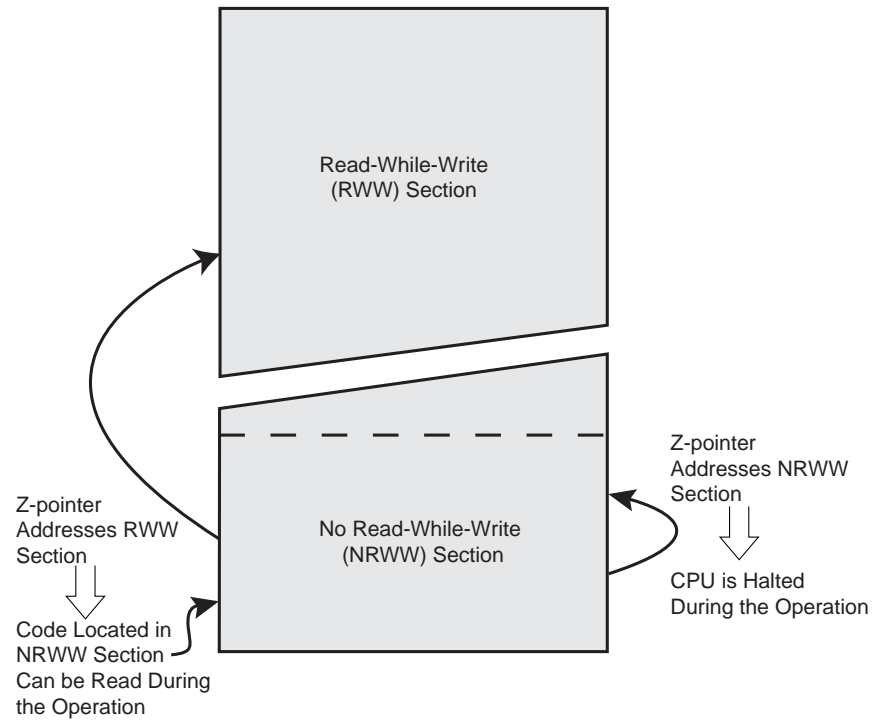 Read-While-Write
(RWW) Section
Z-pointer
Addresses NRWW
Section
Z-pointer
Addresses RWW
Section
No Read-While-Write
(NRWW) Section
CPU is Halted
During the Operation
Code Located in
NRWW Section
Can be Read During
the Operation